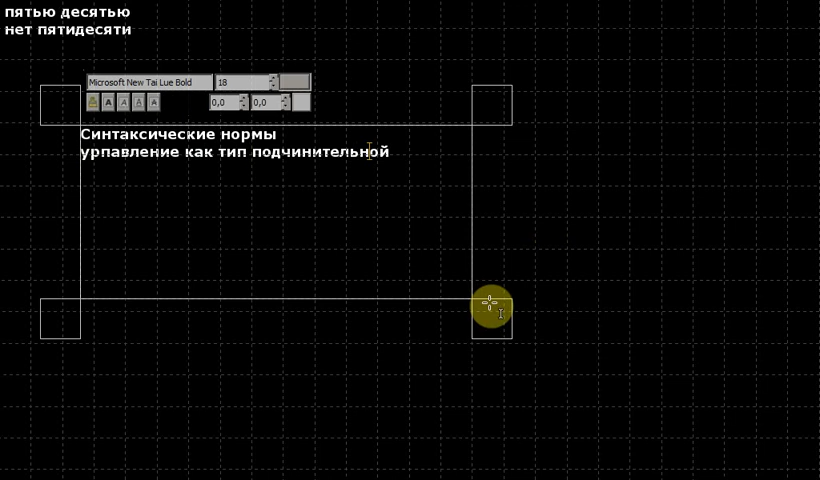 пятью десятью
нет пятидесяти
Microsoft New Tai Lue Bold 18
A A A A 0,0 0,0
Синтаксические нормы
урпавление как тип подчинительной